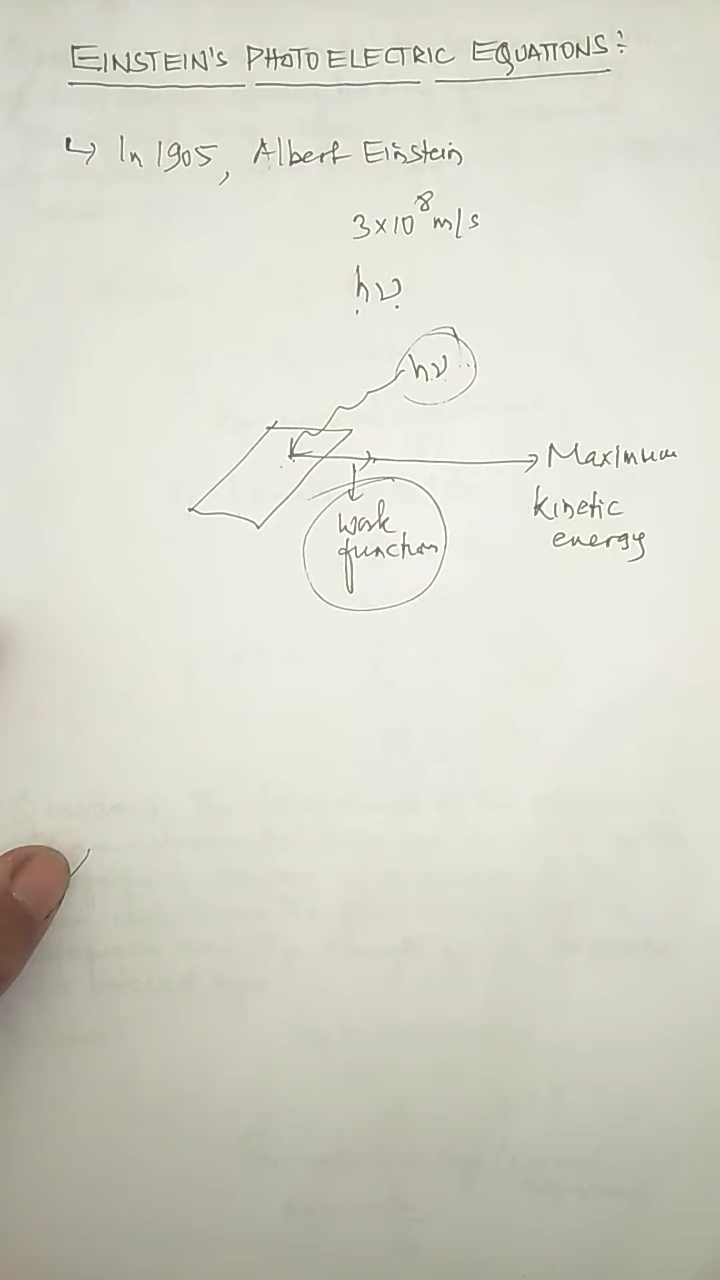 EINSTEIN'S PHOTOELECTRIC EQUATIONS:
↳ In 1905, Albert Einstein
3×10⁸ m/s
hν
hν
Maximum
kinetic
energy
Work
function